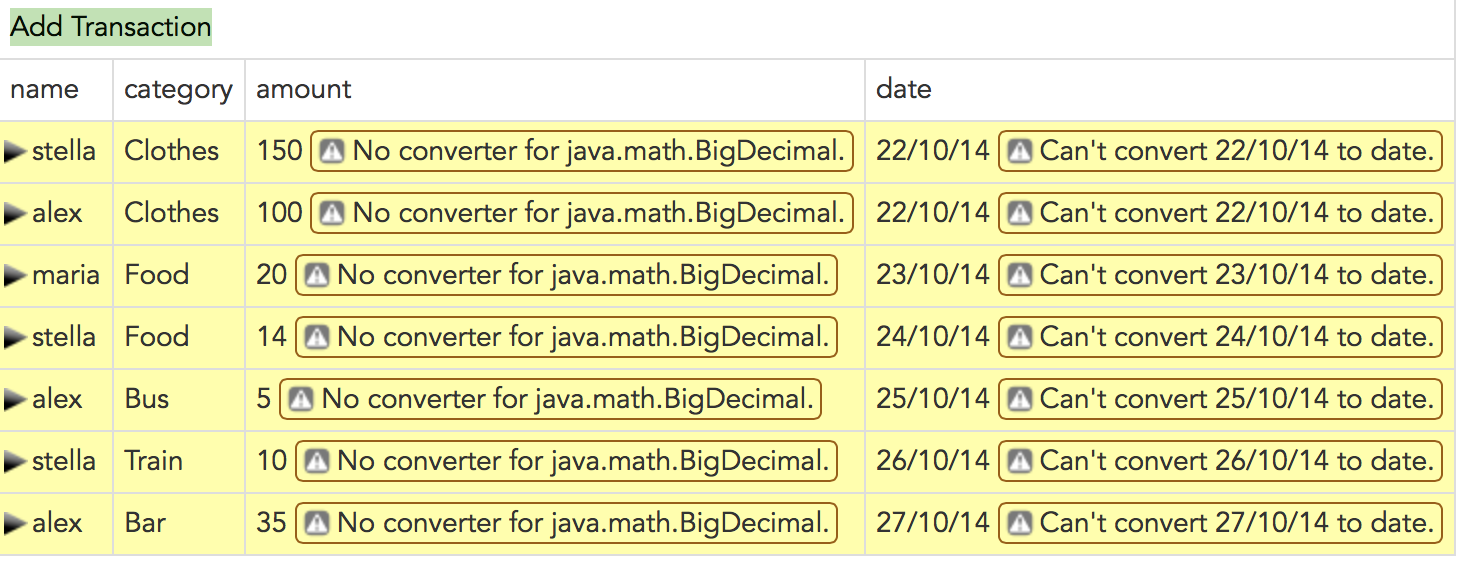 Add Transaction
name category amount date
stella Clothes 150 No converter for java.math.BigDecimal. 22/10/14 Can't convert 22/10/14 to date.
alex Clothes 100 No converter for java.math.BigDecimal. 22/10/14 Can't convert 22/10/14 to date.
maria Food 20 No converter for java.math.BigDecimal. 23/10/14 Can't convert 23/10/14 to date.
stella Food 14 No converter for java.math.BigDecimal. 24/10/14 Can't convert 24/10/14 to date.
alex Bus 5 No converter for java.math.BigDecimal. 25/10/14 Can't convert 25/10/14 to date.
stella Train 10 No converter for java.math.BigDecimal. 26/10/14 Can't convert 26/10/14 to date.
alex Bar 35 No converter for java.math.BigDecimal. 27/10/14 Can't convert 27/10/14 to date.